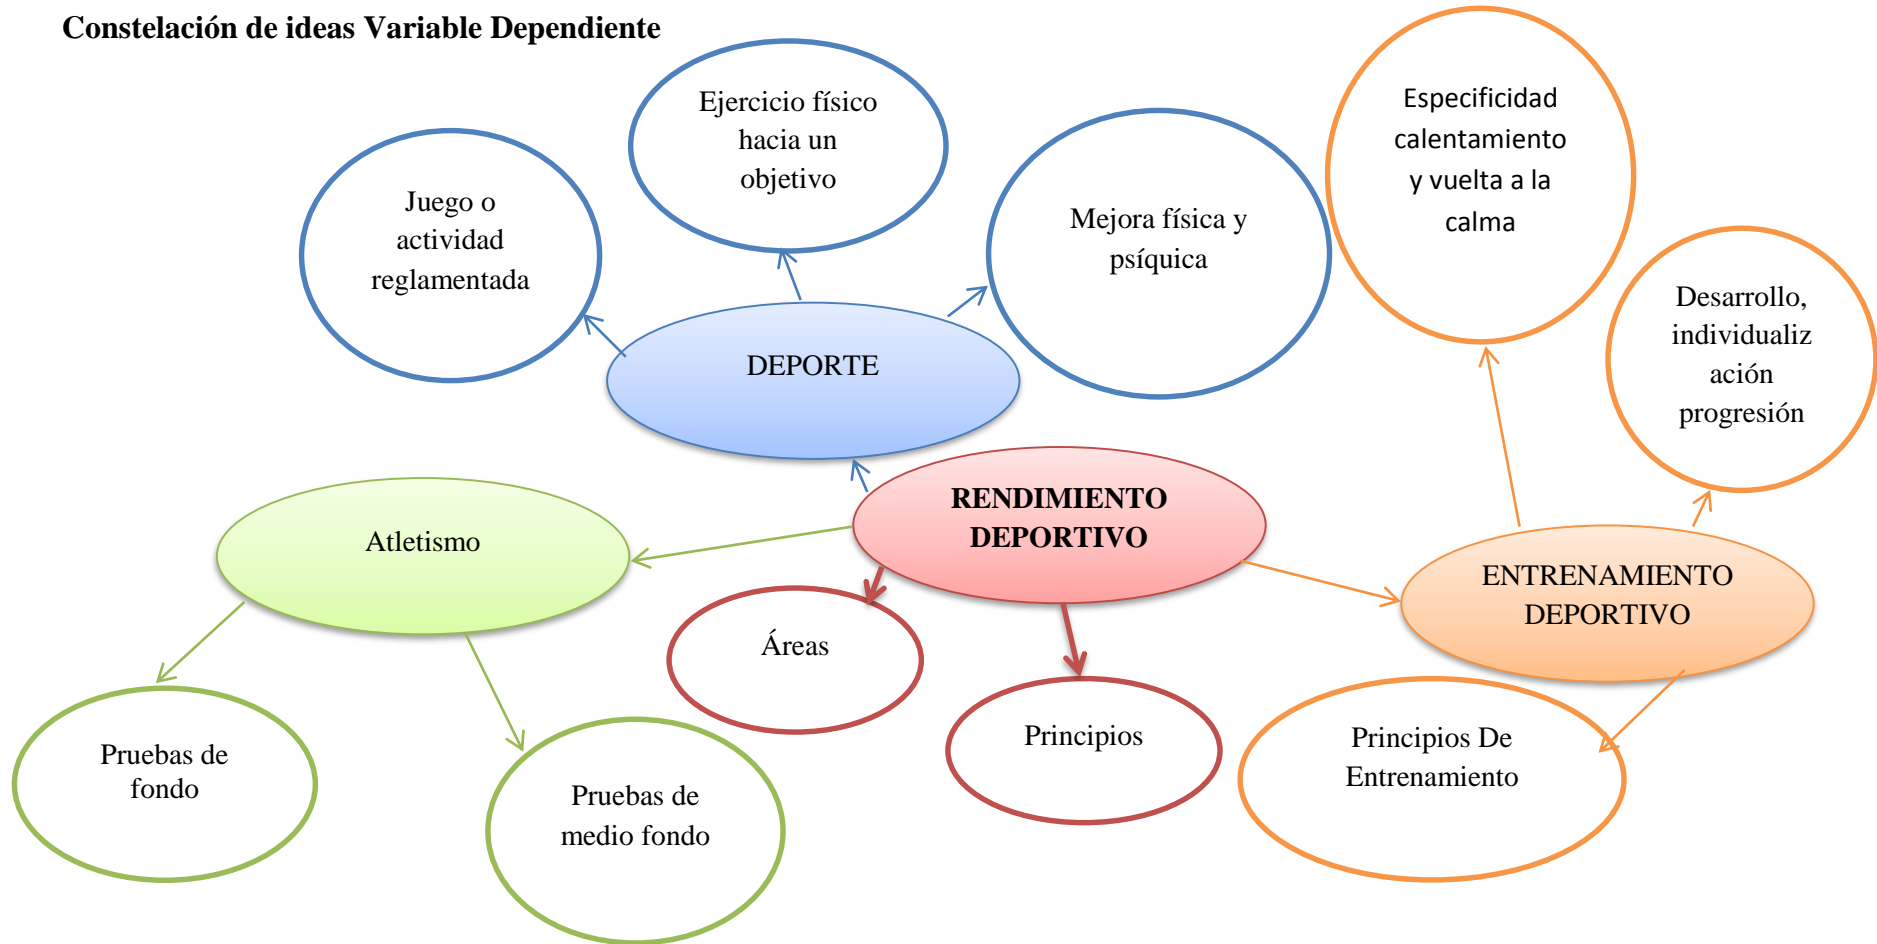 Constelación de ideas Variable Dependiente
Ejercicio físico
hacia un
objetivo
Especificidad
calentamiento
y vuelta a la
calma
Juego o
actividad
reglamentada
Mejora física y
psíquica
Desarrollo,
individualiz
ación
progresión
DEPORTE
RENDIMIENTO
DEPORTIVO
Atletismo
ENTRENAMIENTO
DEPORTIVO
Áreas
Principios
Principios De
Entrenamiento
Pruebas de
fondo
Pruebas de
medio fondo